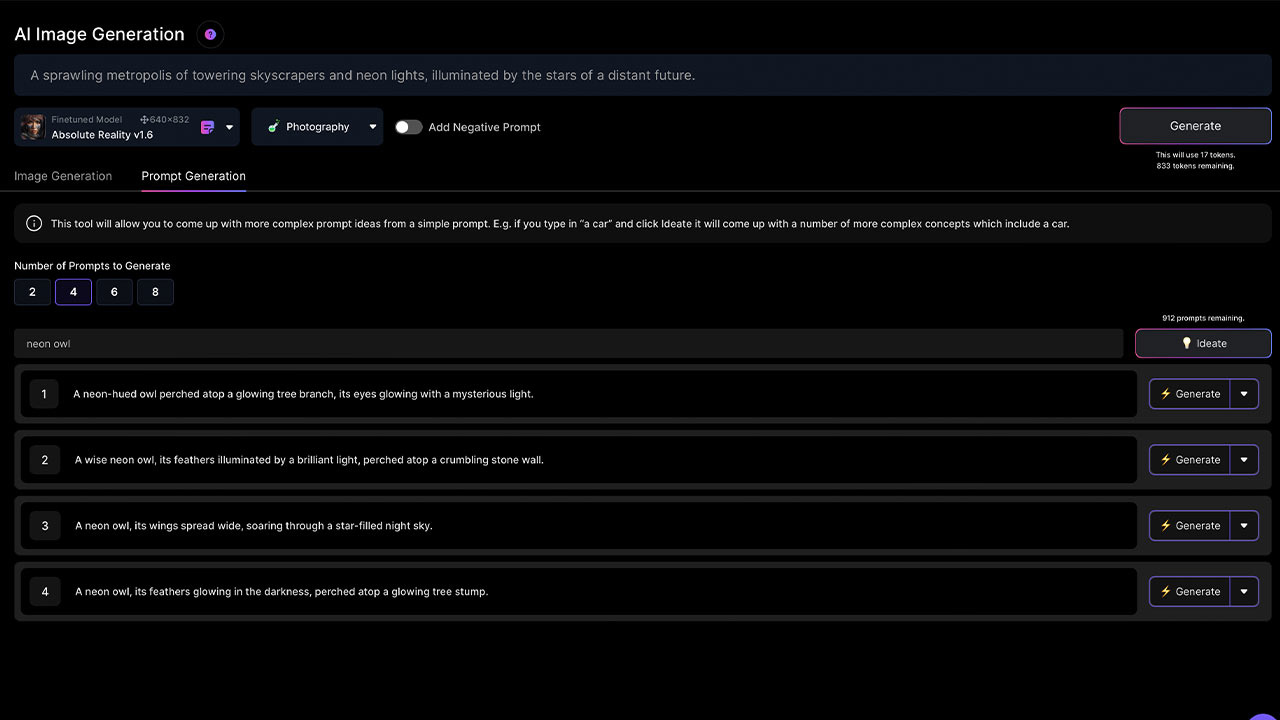 AI Image Generation ?
A sprawling metropolis of towering skyscrapers and neon lights, illuminated by the stars of a distant future.
Finetuned Model 640×832
Absolute Reality v1.6
Photography
Add Negative Prompt
Generate
This will use 17 tokens.
833 tokens remaining.
Image Generation Prompt Generation
This tool will allow you to come up with more complex prompt ideas from a simple prompt. E.g. if you type in “a car” and click Ideate it will come up with a number of more complex concepts which include a car.
Number of Prompts to Generate
2 4 6 8
912 prompts remaining.
neon owl Ideate
1 A neon-hued owl perched atop a glowing tree branch, its eyes glowing with a mysterious light. Generate
2 A wise neon owl, its feathers illuminated by a brilliant light, perched atop a crumbling stone wall. Generate
3 A neon owl, its wings spread wide, soaring through a star-filled night sky. Generate
4 A neon owl, its feathers glowing in the darkness, perched atop a glowing tree stump. Generate